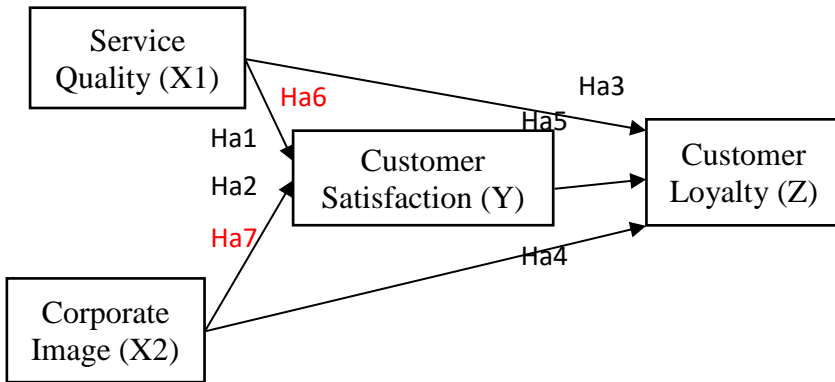 Service
Quality (X1)
Ha6
Ha3
Ha5
Ha1
Ha2
Customer
Satisfaction (Y)
Customer
Loyalty (Z)
Ha7
Ha4
Corporate
Image (X2)